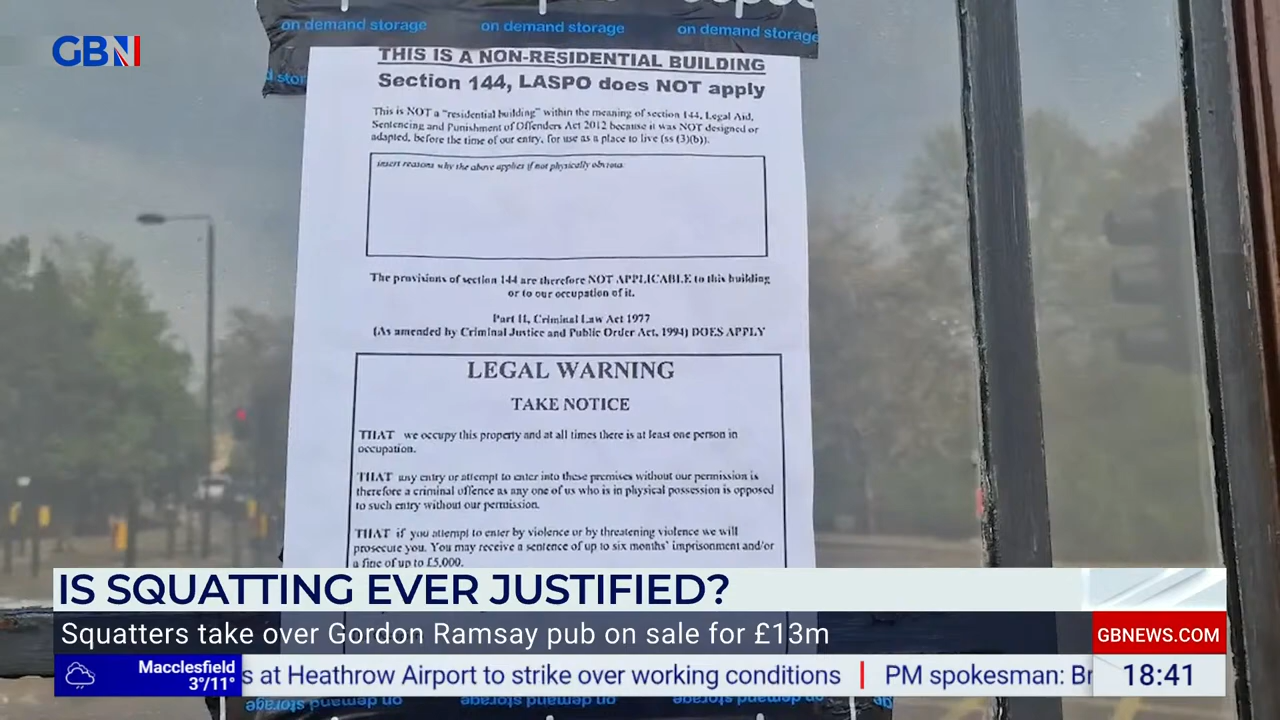 on demand storage on demand storage on demand storage
GBN
d stor
THIS IS A NON-RESIDENTIAL BUILDING
Section 144, LASPO does NOT apply
This is NOT a "residential building" within the meaning of section 144, Legal Aid,
Sentencing and Punishment of Offenders Act 2012 because it was NOT designed or
adapted, before the time of our entry, for use as a place to live (ss (3)(b)).
insert reasons why the above applies if not physically obvious:
The provisions of section 144 are therefore NOT APPLICABLE to this building
or to our occupation of it.
Part II, Criminal Law Act 1977
(As amended by Criminal Justice and Public Order Act, 1994) DOES APPLY
LEGAL WARNING
TAKE NOTICE
THAT we occupy this property and at all times there is at least one person in
occupation.
THAT any entry or attempt to enter into these premises without our permission is
therefore a criminal offence as any one of us who is in physical possession is opposed
to such entry without our permission.
THAT if you attempt to enter by violence or by threatening violence we will
prosecute you. You may receive a sentence of up to six months' imprisonment and/or
a fine of up to £5,000.
IS SQUATTING EVER JUSTIFIED?
Squatters take over Gordon Ramsay pub on sale for £13m
GBNEWS.COM
Macclesfield
3°/11°
s at Heathrow Airport to strike over working conditions | PM spokesman: Br
18:41
on demand storage on demand storage on demand storage